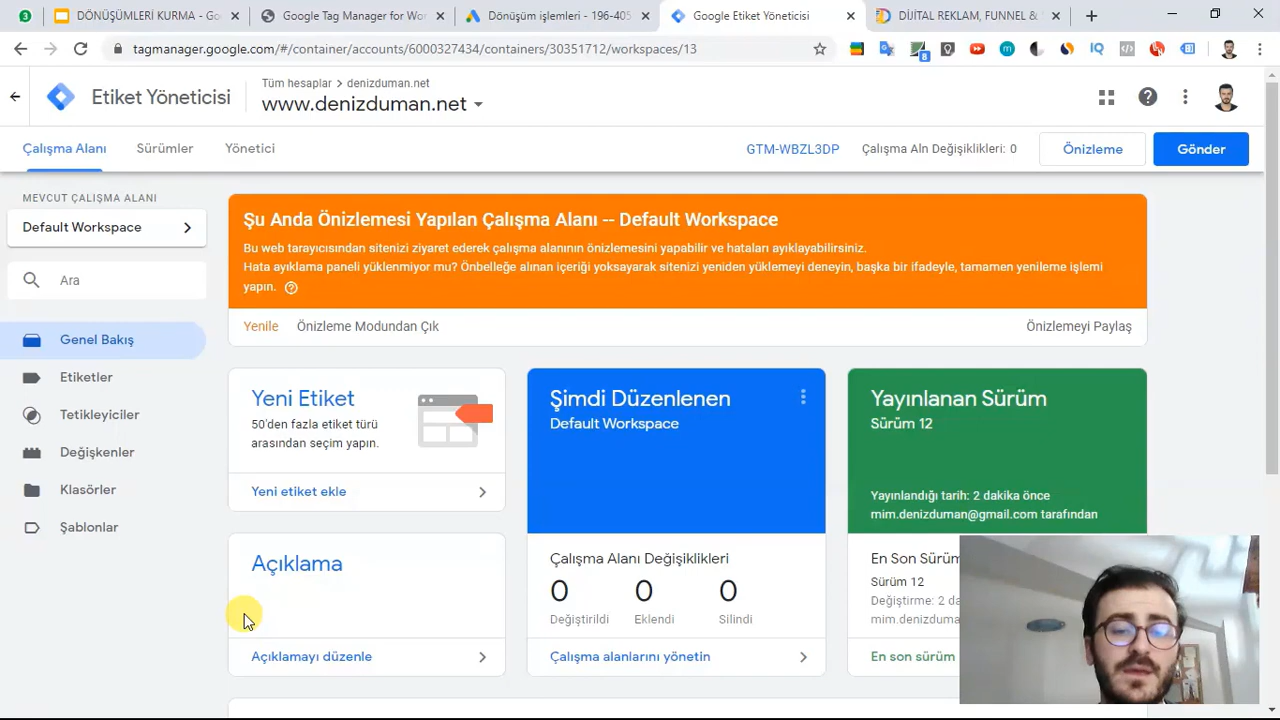 DÖNÜŞÜMLERİ KURMA - Go
Google Tag Manager for Wo
Dönüşüm işlemleri - 196-405
Google Etiket Yöneticisi
DİJİTAL REKLAM, FUNNEL &
tagmanager.google.com/#/container/accounts/6000327434/containers/30351712/workspaces/13
Etiket Yöneticisi
Tüm hesaplar > denizduman.net
www.denizduman.net
Çalışma Alanı
Sürümler
Yönetici
GTM-WBZL3DP
Çalışma Aln Değişiklikleri: 0
Önizleme
Gönder
MEVCUT ÇALIŞMA ALANI
Default Workspace
Ara
Genel Bakış
Etiketler
Tetikleyiciler
Değişkenler
Klasörler
Şablonlar
Şu Anda Önizlemesi Yapılan Çalışma Alanı -- Default Workspace
Bu web tarayıcısından sitenizi ziyaret ederek çalışma alanının önizlemesini yapabilir ve hataları ayıklayabilirsiniz.
Hata ayıklama paneli yüklenmiyor mu? Önbelleğe alınan içeriği yoksayarak sitenizi yeniden yüklemeyi deneyin, başka bir ifadeyle, tamamen yenileme işlemi
yapın.
Yenile
Önizleme Modundan Çık
Önizlemeyi Paylaş
Yeni Etiket
50'den fazla etiket türü
arasından seçim yapın.
Yeni etiket ekle
Açıklama
Açıklamayı düzenle
Şimdi Düzenlenen
Default Workspace
Çalışma Alanı Değişiklikleri
0 0 0
Değiştirildi Eklendi Silindi
Çalışma alanlarını yönetin
Yayınlanan Sürüm
Sürüm 12
Yayınlandığı tarih: 2 dakika önce
mim.denizduman@gmail.com tarafından
En Son Sürüm
Sürüm 12
Değiştirme: 2 da
mim.denizduma
En son sürüm